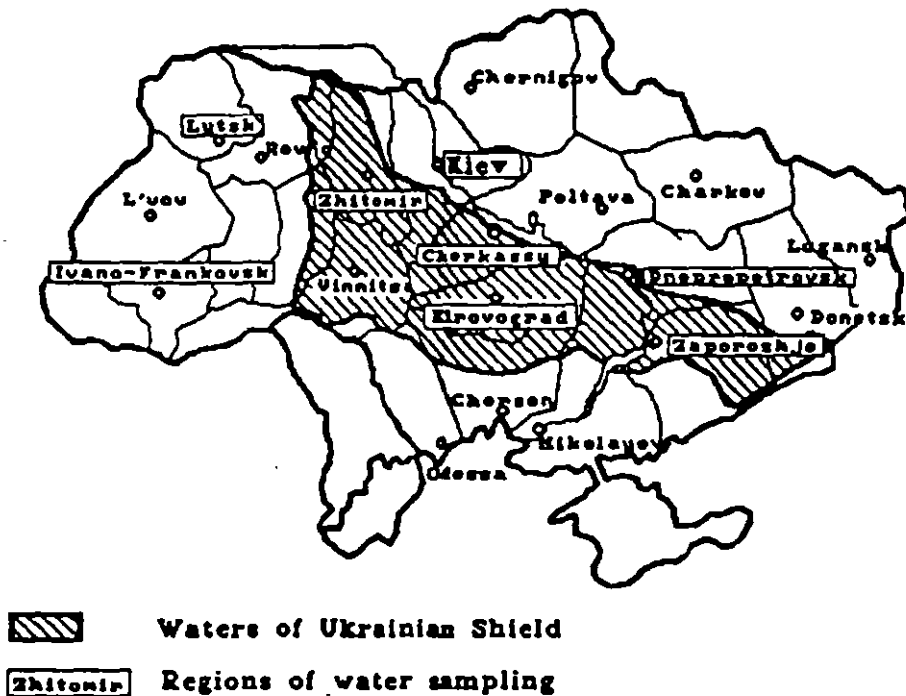 Chernigov
Lutsk
Rovno
Kiev
Zhitomir
Poltava
Charkov
L'vov
Cherkassy
Lugansk
Ivano-Frankovsk
Vinnitsa
Dnepropetrovsk
Kirovograd
Donetsk
Zaporozhje
Cherson
Nikolayev
Odessa
Waters of Ukrainian Shield
Zhitomir Regions of water sampling